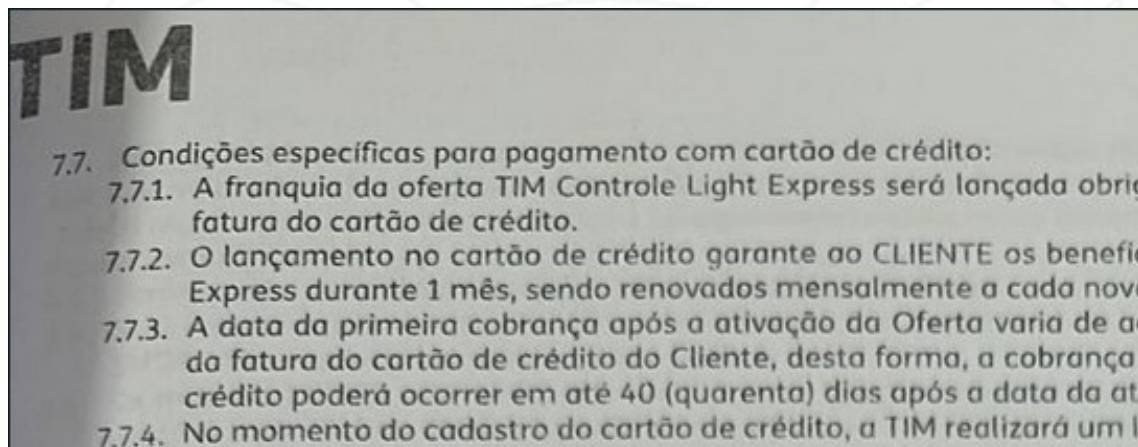 TIM
7.7. Condições específicas para pagamento com cartão de crédito:
7.7.1. A franquia da oferta TIM Controle Light Express será lançada
fatura do cartão de crédito.
7.7.2. O lançamento no cartão de crédito garante ao CLIENTE os
Express durante 1 mês, sendo renovados mensalmente a cada
7.7.3. A data da primeira cobrança após a ativação da Oferta varia de
da fatura do cartão de crédito do Cliente, desta forma, a cobrança
crédito poderá ocorrer em até 40 (quarenta) dias após a data da
7.7.4. No momento do cadastro do cartão de crédito, a TIM realizará um